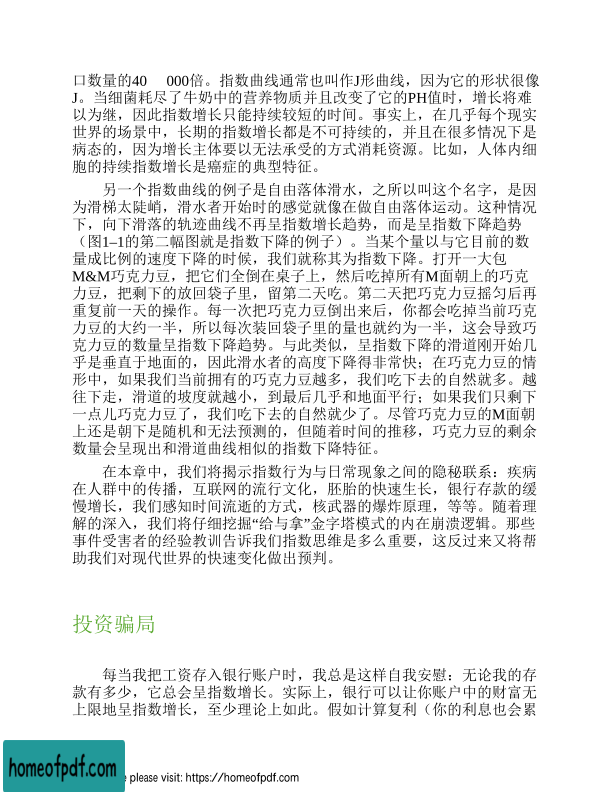 口数量的40 000倍。指数曲线通常也叫作J形曲线，因为它的形状很像
J。当细菌耗尽了牛奶中的营养物质并且改变了它的PH值时，增长将难
以为继，因此指数增长只能持续较短的时间。事实上，在几乎每个现实
世界的场景中，长期的指数增长都是不可持续的，并且在很多情况下是
病态的，因为增长主体要以无法承受的方式消耗资源。比如，人体内细
胞的持续指数增长是癌症的典型特征。
另一个指数曲线的例子是自由落体滑水，之所以叫这个名字，是因
为滑梯太陡峭，滑水者开始时的感觉就像在做自由落体运动。这种情况
下，向下滑落的轨迹曲线不再呈指数增长趋势，而是呈指数下降趋势
（图1–1的第二幅图就是指数下降的例子）。当某个量以与它目前的数
量成比例的速度下降的时候，我们就称其为指数下降。打开一大包
M&M巧克力豆，把它们全倒在桌子上，然后吃掉所有M面朝上的巧克
力豆，把剩下的放回袋子里，留第二天吃。第二天把巧克力豆摇匀后再
重复前一天的操作。每一次把巧克力豆倒出来后，你都会吃掉当前巧克
力豆的大约一半，所以每次装回袋子里的量也就约为一半，这会导致巧
克力豆的数量呈指数下降趋势。与此类似，呈指数下降的滑道刚开始几
乎是垂直于地面的，因此滑水者的高度下降得非常快；在巧克力豆的情
形中，如果我们当前拥有的巧克力豆越多，我们吃下去的自然就多。越
往下走，滑道的坡度就越小，到最后几乎和地面平行；如果我们只剩下
一点儿巧克力豆了，我们吃下去的自然就少了。尽管巧克力豆的M面朝
上还是朝下是随机和无法预测的，但随着时间的推移，巧克力豆的剩余
数量会呈现出和滑道曲线相似的指数下降特征。
在本章中，我们将揭示指数行为与日常现象之间的隐秘联系：疾病
在人群中的传播，互联网的流行文化，胚胎的快速生长，银行存款的缓
慢增长，我们感知时间流逝的方式，核武器的爆炸原理，等等。随着理
解的深入，我们将仔细挖掘“给与拿”金字塔模式的内在崩溃逻辑。那些
事件受害者的经验教训告诉我们指数思维是多么重要，这反过来又将帮
助我们对现代世界的快速变化做出预判。
投资骗局
每当我把工资存入银行账户时，我总是这样自我安慰：无论我的存
款有多少，它总会呈指数增长。实际上，银行可以让你账户中的财富无
上限地呈指数增长，至少理论上如此。假如计算复利（你的利息也会累
homeofpdf.com
e please visit: https://homeofpdf.com